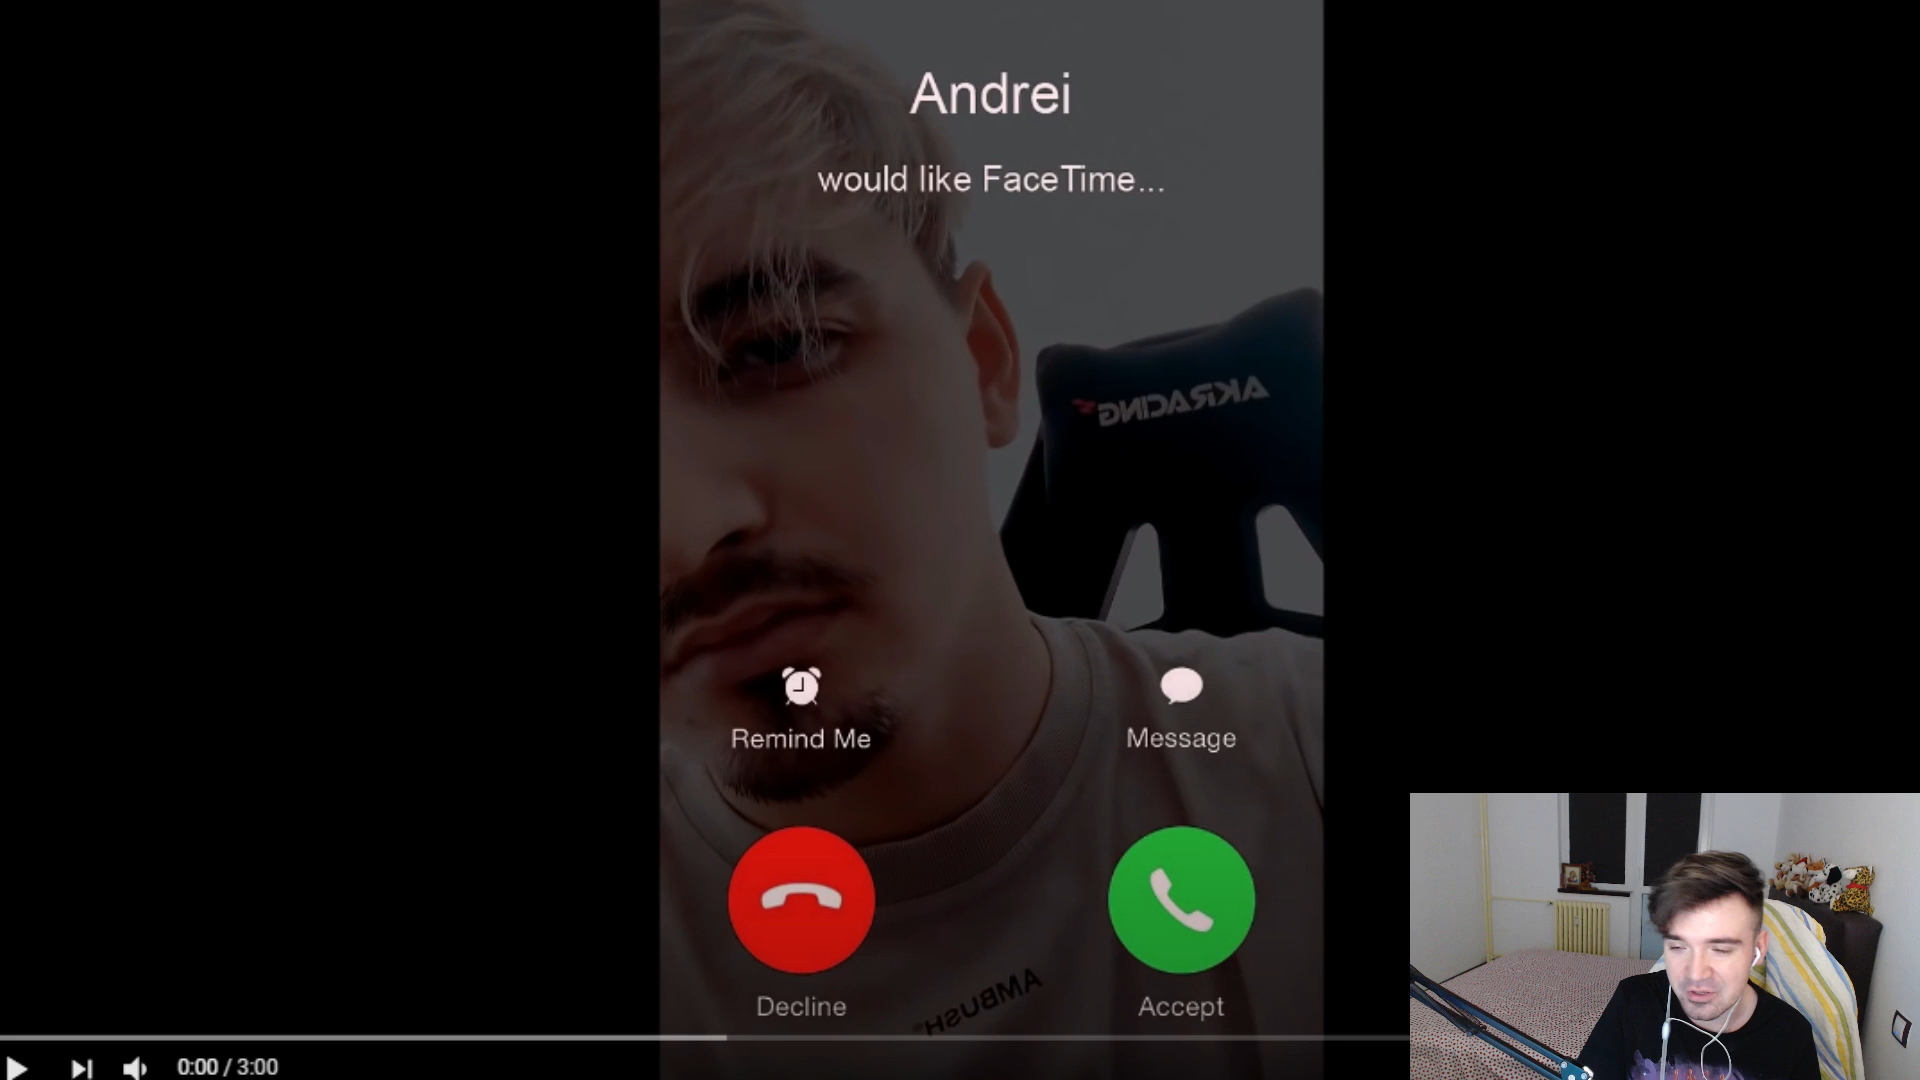 Andrei
would like FaceTime...
AKRACING
Remind Me
Message
Decline
Accept
AMBUSH®
0:00 / 3:00